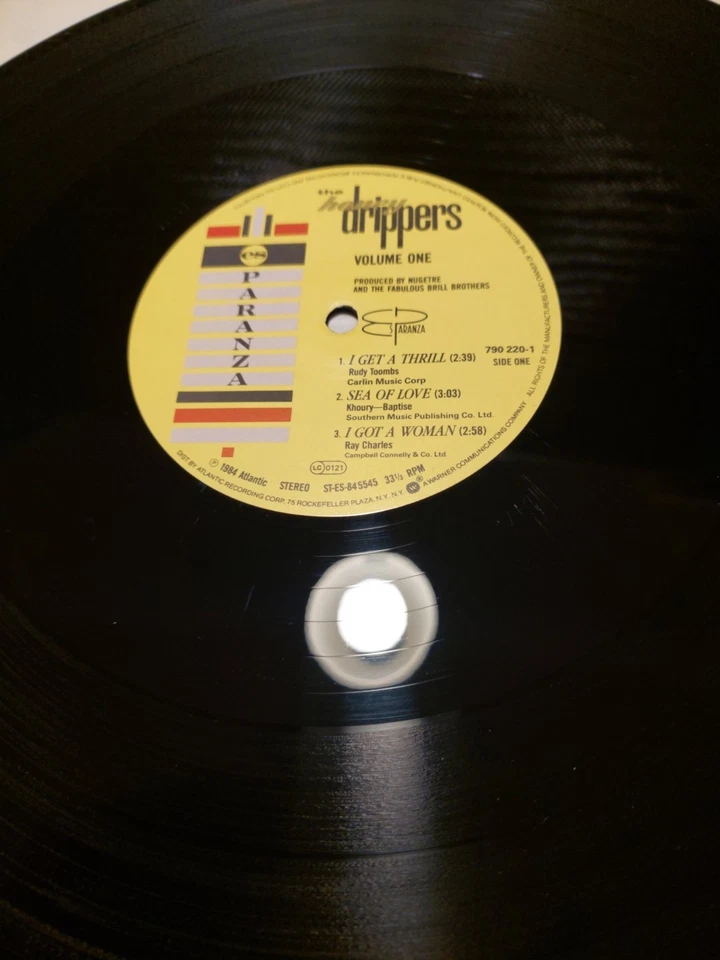 the
honey
drippers
VOLUME ONE
PRODUCED BY NUGETRE
AND THE FABULOUS BRILL BROTHERS
es
PARANZA
ES PARANZA
790 220-1
SIDE ONE
1. I GET A THRILL (2:39)
Rudy Toombs
Carlin Music Corp
2. SEA OF LOVE (3:03)
Khoury—Baptise
Southern Music Publishing Co. Ltd.
3. I GOT A WOMAN (2:58)
Ray Charles
Campbell Connelly & Co. Ltd.
LC 0121
℗ 1984 Atlantic STEREO ST-ES-845545 33⅓ RPM
DIST. BY ATLANTIC RECORDING CORP. 75 ROCKEFELLER PLAZA, N.Y. N.Y. W ® A WARNER COMMUNICATIONS COMPANY ALL RIGHTS OF THE MANUFACTURERS AND OWNER OF THE